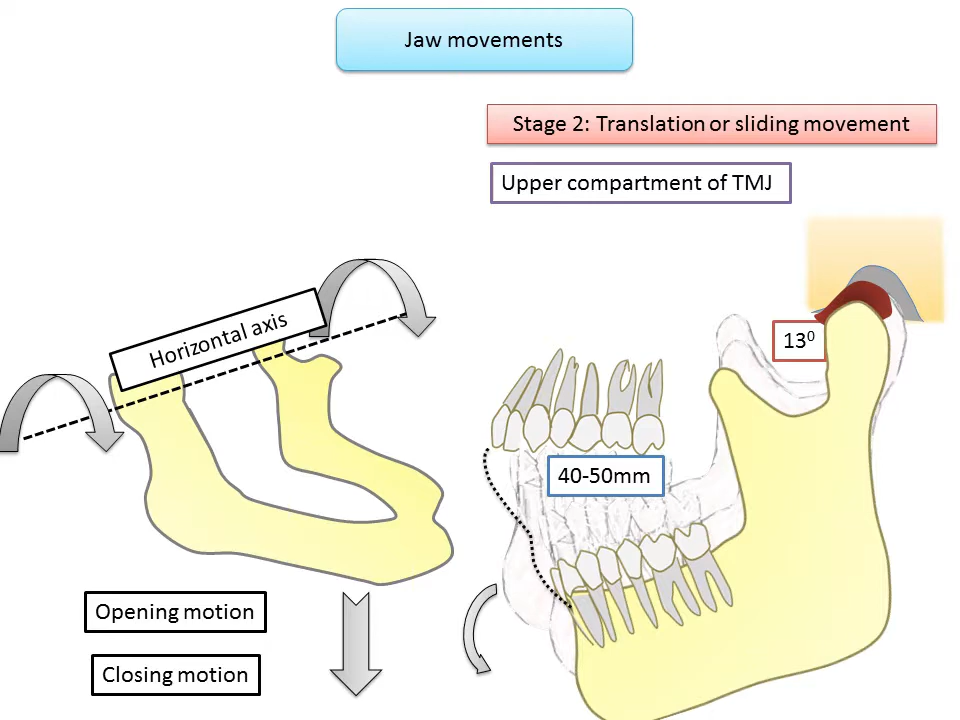 Jaw movements
Stage 2: Translation or sliding movement
Upper compartment of TMJ
Horizontal axis
13⁰
40-50mm
Opening motion
Closing motion